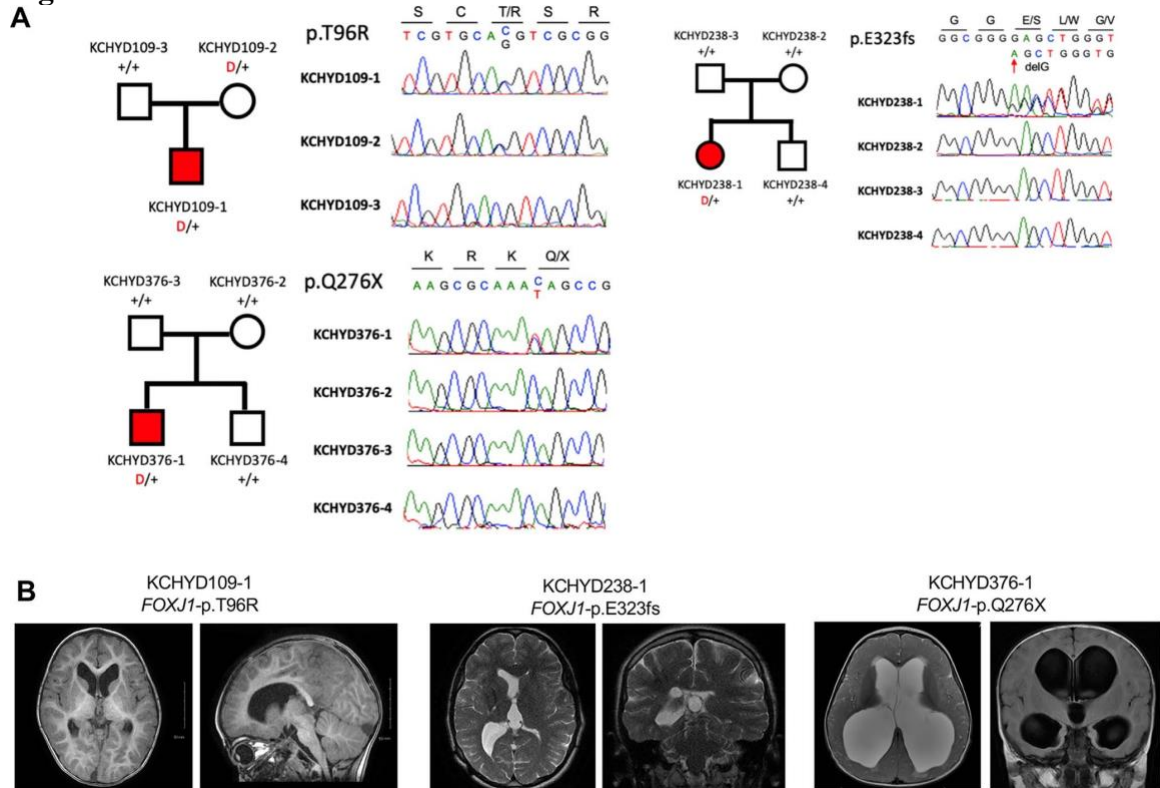 A
KCHYD109-3
+/+
KCHYD109-2
D/+
KCHYD109-1
D/+
p.T96R
S C T/R S R
T C G T G C A C G T C G C G G
G
KCHYD109-1
KCHYD109-2
KCHYD109-3
KCHYD238-3
+/+
KCHYD238-2
+/+
KCHYD238-1
D/+
KCHYD238-4
+/+
p.E323fs
G G E/S L/W G/V
G G C G G G G A G C T G G G T
A G C T G G G T G
delG
KCHYD238-1
KCHYD238-2
KCHYD238-3
KCHYD238-4
KCHYD376-3
+/+
KCHYD376-2
+/+
KCHYD376-1
D/+
KCHYD376-4
+/+
p.Q276X
K R K Q/X
A A G C G C A A A C A G C C G
T
KCHYD376-1
KCHYD376-2
KCHYD376-3
KCHYD376-4
B
KCHYD109-1
FOXJ1-p.T96R
KCHYD238-1
FOXJ1-p.E323fs
KCHYD376-1
FOXJ1-p.Q276X